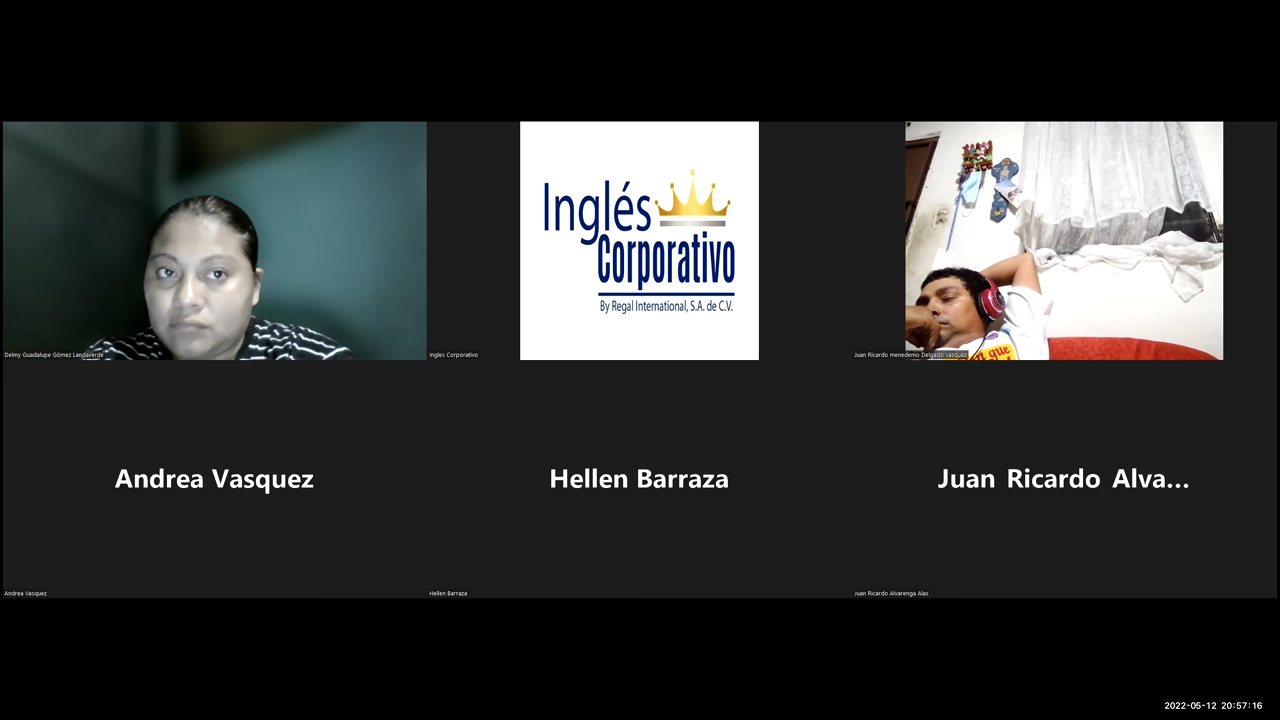 Inglés
Corporativo
By Regal International, S.A. de C.V.
Delmy Guadalupe Gómez Landaverde
Ingles Corporativo
Juan Ricardo menedemo Delgado vasquez
que
Andrea Vasquez
Hellen Barraza
Juan Ricardo Alva...
Andrea Vasquez
Hellen Barraza
Juan Ricardo Alvarenga Alas
2022-05-12 20:57:16